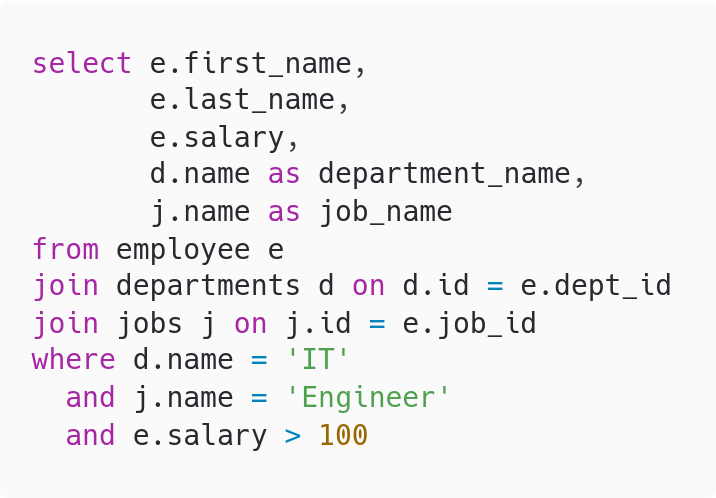 select e.first_name,
       e.last_name,
       e.salary,
       d.name as department_name,
       j.name as job_name
from employee e
join departments d on d.id = e.dept_id
join jobs j on j.id = e.job_id
where d.name = 'IT'
  and j.name = 'Engineer'
  and e.salary > 100